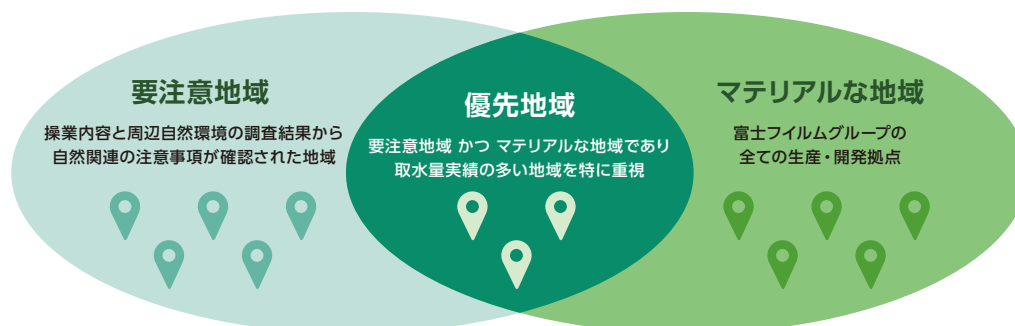 要注意地域
操業内容と周辺自然環境の調査結果から
自然関連の注意事項が確認された地域
優先地域
要注意地域 かつ マテリアルな地域であり
取水量実績の多い地域を特に重視
マテリアルな地域
富士フイルムグループの
全ての生産・開発拠点